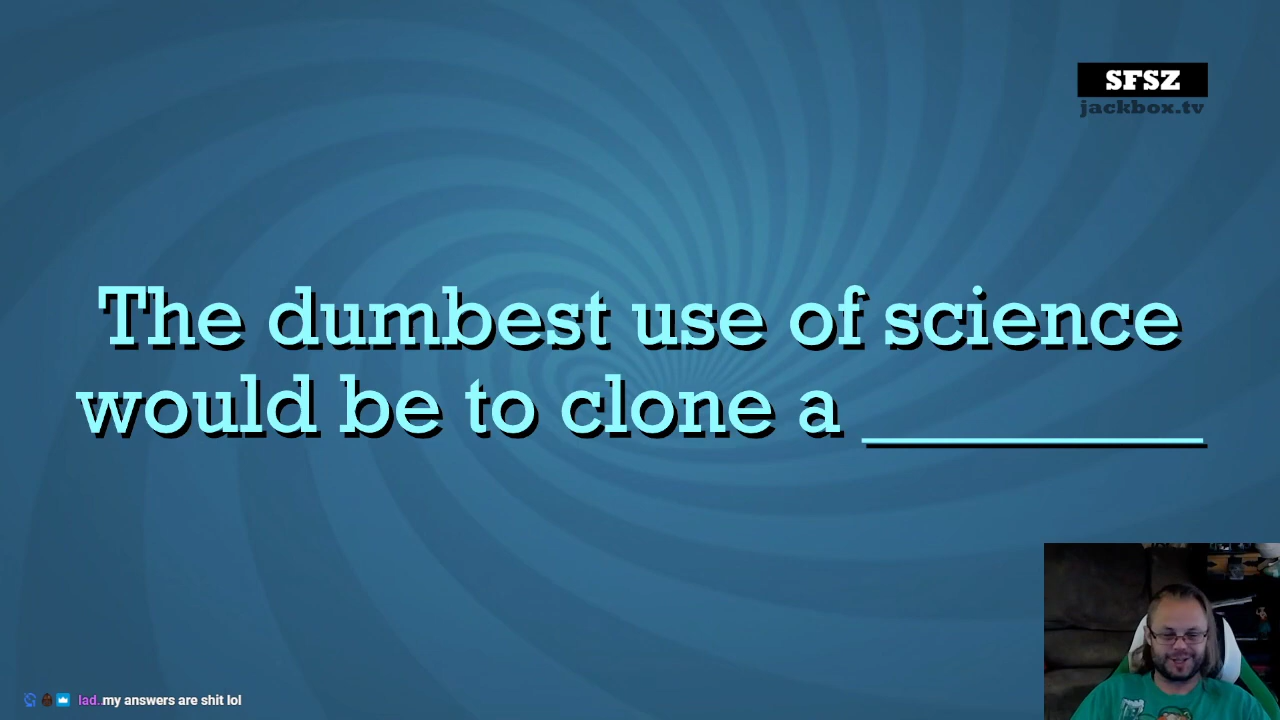 SFSZ
jackbox.tv
The dumbest use of science
would be to clone a ________
lad..my answers are shit lol